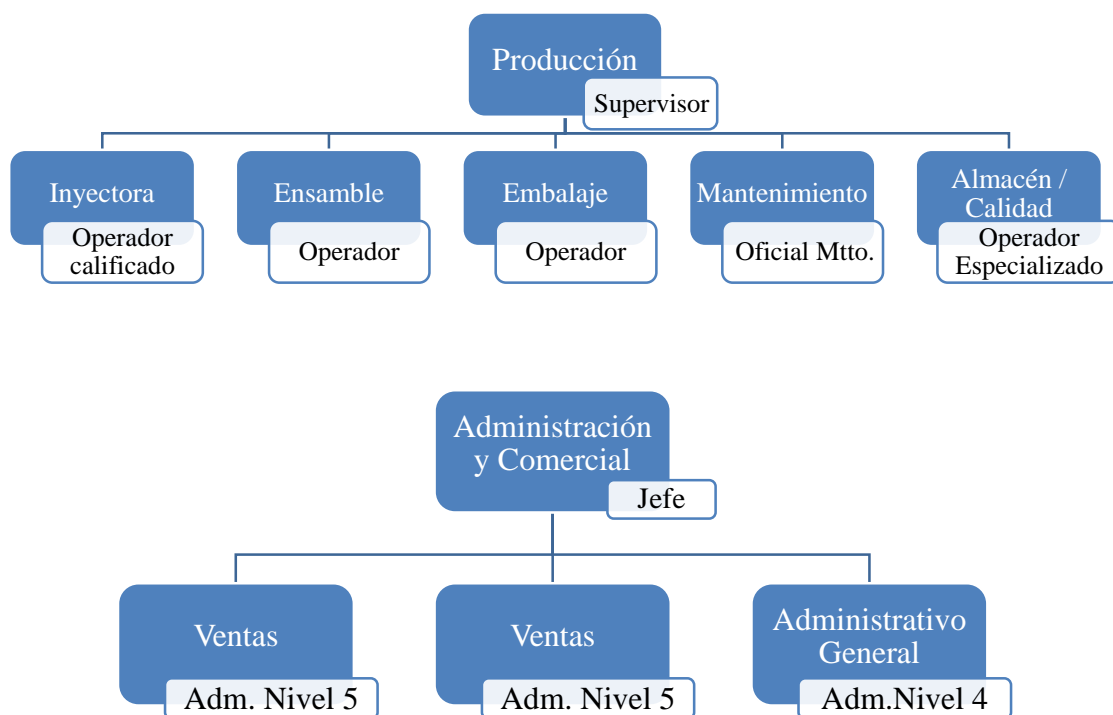 Producción
Supervisor
Inyectora
Operador
calificado
Ensamble
Operador
Embalaje
Operador
Mantenimiento
Oficial Mtto.
Almacén /
Calidad
Operador
Especializado
Administración
y Comercial
Jefe
Ventas
Adm. Nivel 5
Ventas
Adm. Nivel 5
Administrativo
General
Adm.Nivel 4